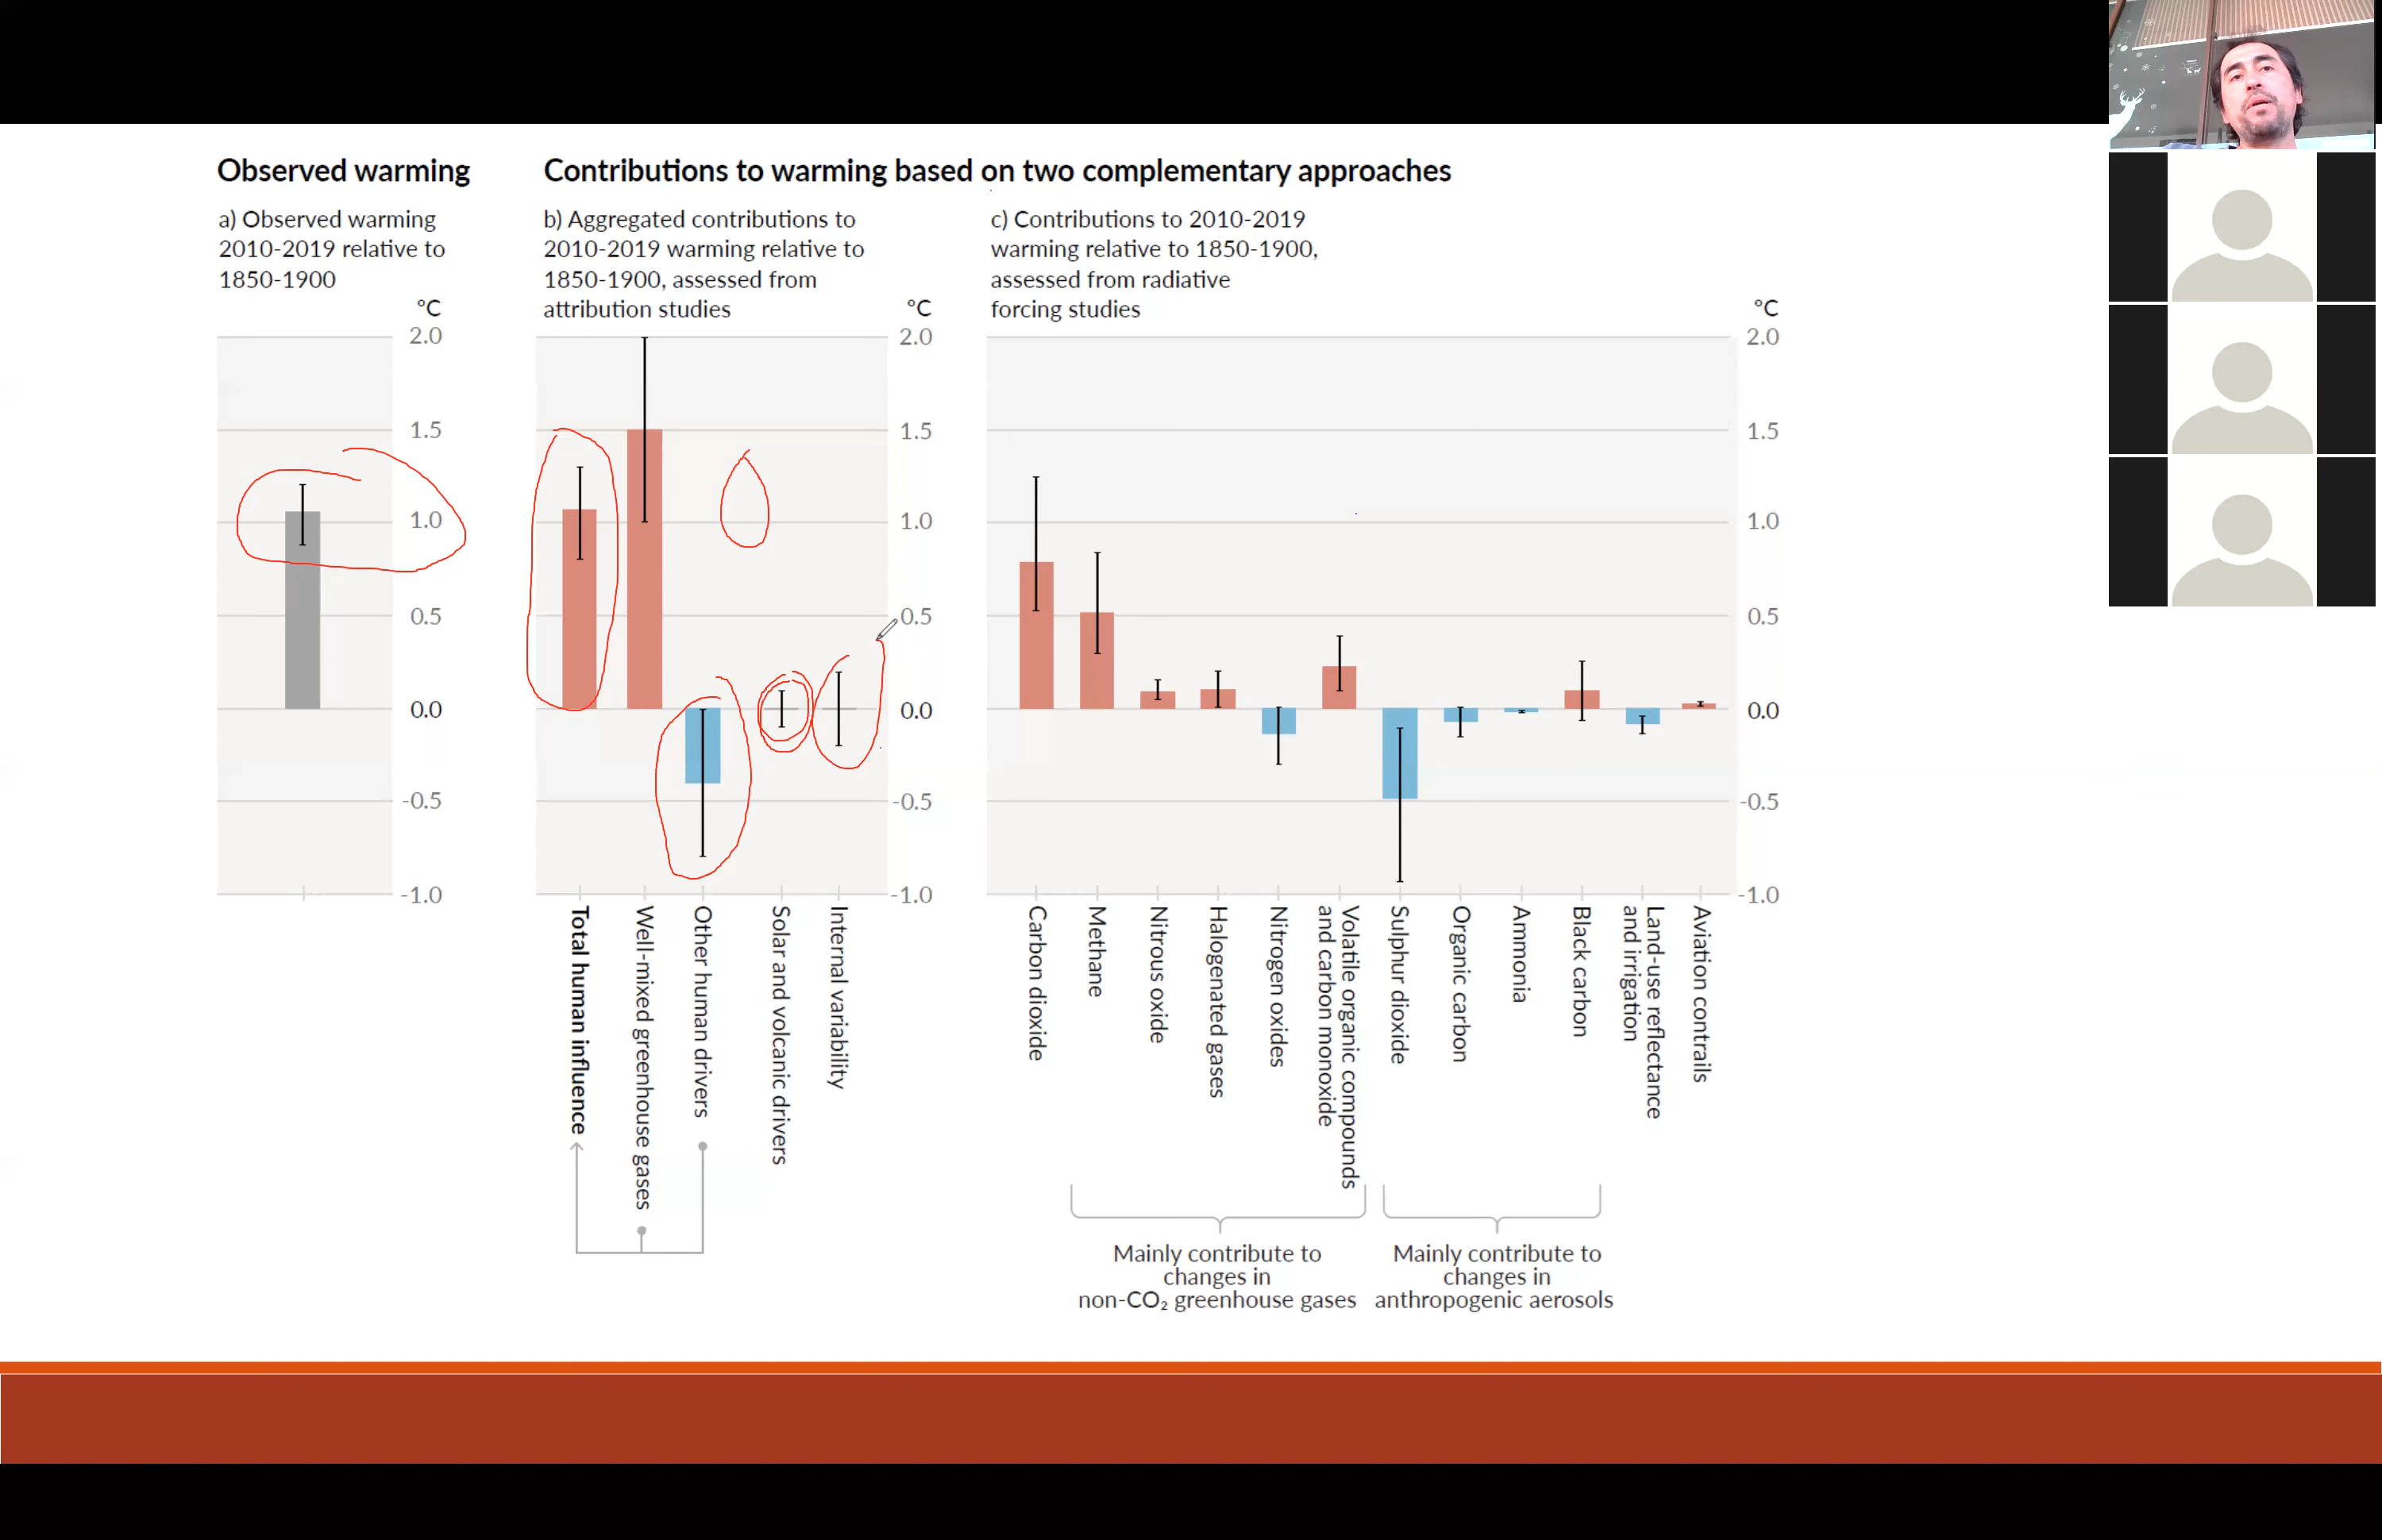 Observed warming
a) Observed warming
2010-2019 relative to
1850-1900
°C
2.0
1.5
1.0
0.5
0.0
-0.5
-1.0
Contributions to warming based on two complementary approaches
b) Aggregated contributions to
2010-2019 warming relative to
1850-1900, assessed from
attribution studies
°C
2.0
1.5
1.0
0.5
0.0
-0.5
-1.0
Total human influence
Well-mixed greenhouse gases
Other human drivers
Solar and volcanic drivers
Internal variability
c) Contributions to 2010-2019
warming relative to 1850-1900,
assessed from radiative
forcing studies
°C
2.0
1.5
1.0
0.5
0.0
-0.5
-1.0
Carbon dioxide
Methane
Nitrous oxide
Halogenated gases
Nitrogen oxides
Volatile organic compounds
and carbon monoxide
Sulphur dioxide
Organic carbon
Ammonia
Black carbon
Land-use reflectance
and irrigation
Aviation contrails
Mainly contribute to
changes in
non-CO₂ greenhouse gases
Mainly contribute to
changes in
anthropogenic aerosols